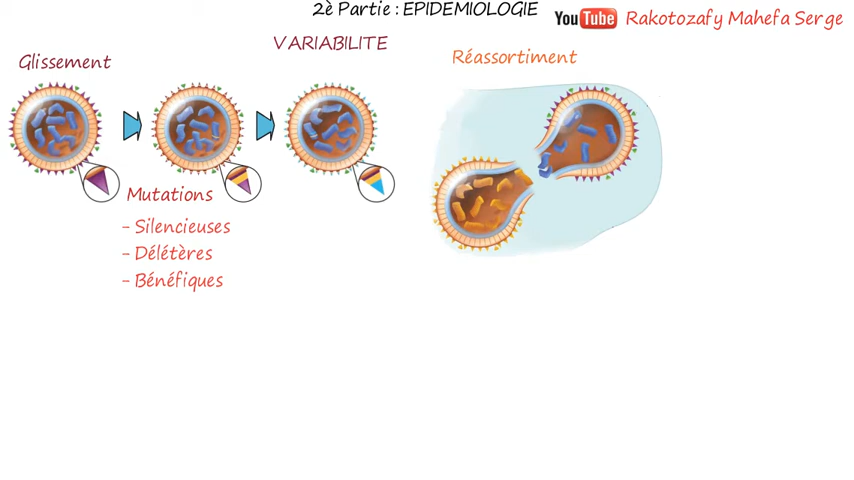 2è Partie : EPIDEMIOLOGIE
YouTube Rakotozafy Mahefa Serge
VARIABILITE
Glissement
Réassortiment
Mutations
- Silencieuses
- Délétères
- Bénéfiques